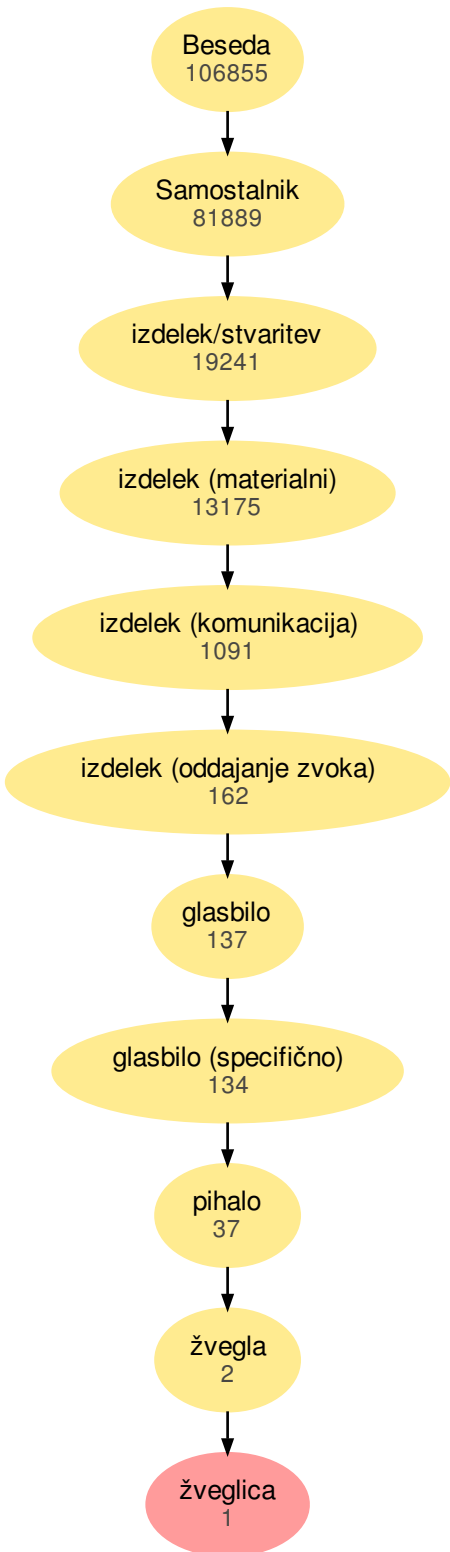 Beseda
106855
Samostalnik
81889
izdelek/stvaritev
19241
izdelek (materialni)
13175
izdelek (komunikacija)
1091
izdelek (oddajanje zvoka)
162
glasbilo
137
glasbilo (specifično)
134
pihalo
37
žvegla
2
žveglica
1